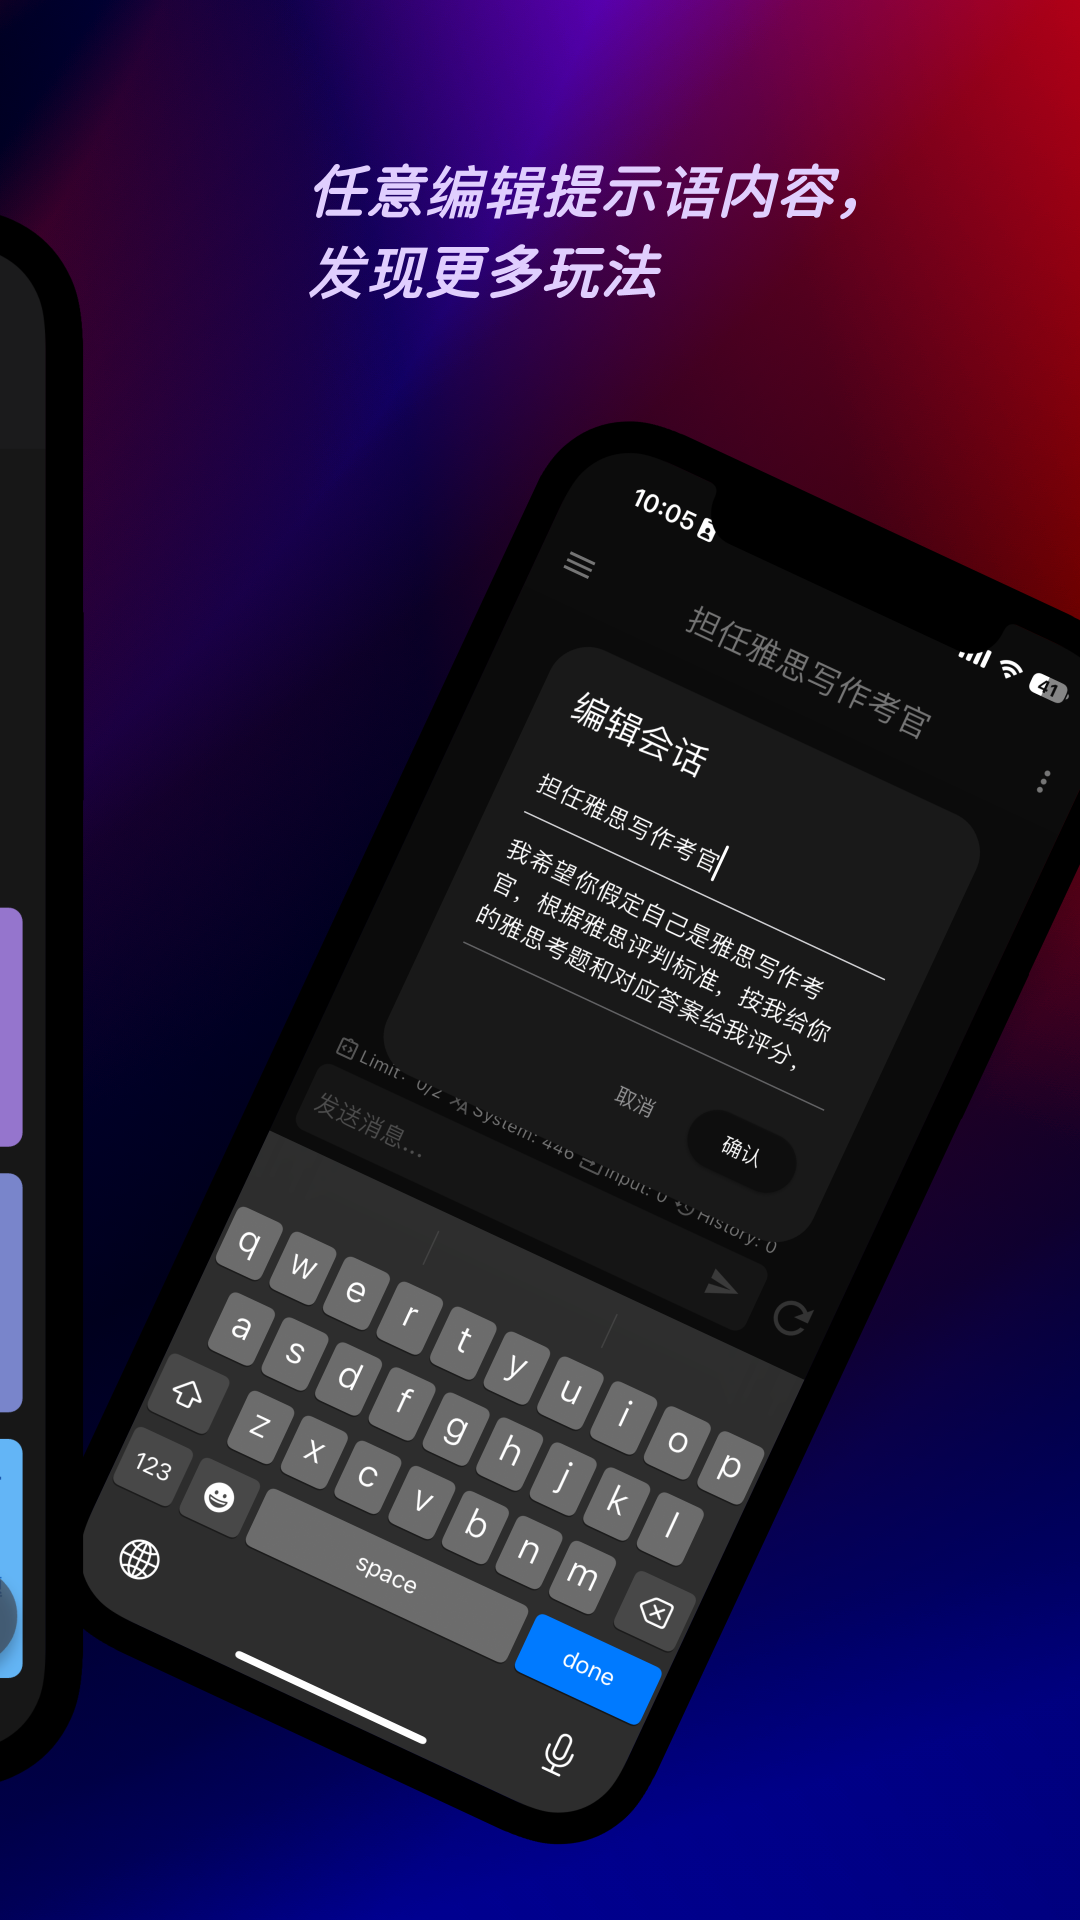 任意编辑提示语内容，
发现更多玩法
10:05
41
担任雅思写作考官
编辑会话
担任雅思写作考官
我希望你假定自己是雅思写作考
官，根据雅思评判标准，按我给你
的雅思考题和对应答案给我评分，
取消
确认
Limit: 0/2 System: 446 Input: 0 History: 0
发送消息...
q w e r t y u i o p
a s d f g h j k l
z x c v b n m
123
space
done